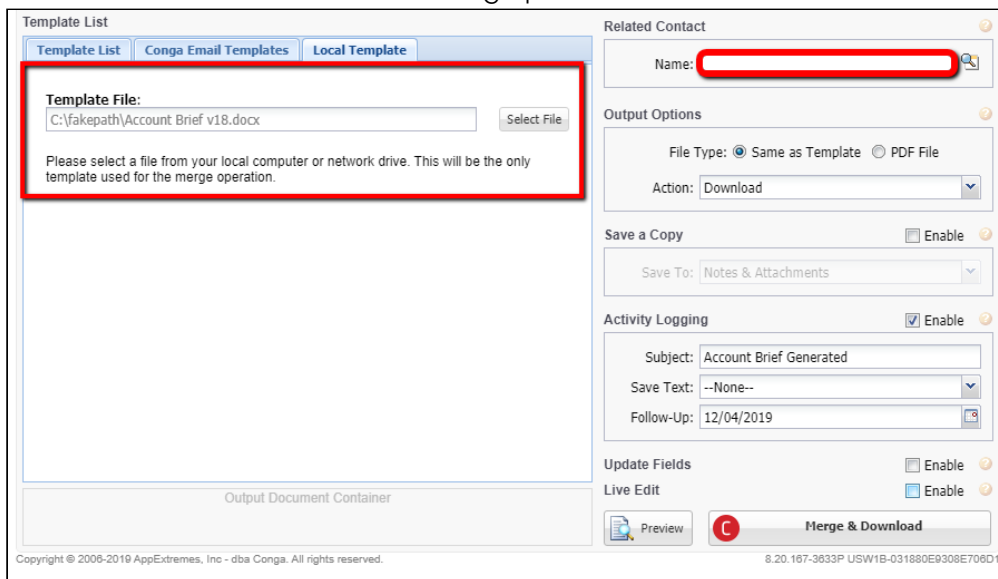 Template List
Template List Conga Email Templates Local Template
Template File:
C:\fakepath\Account Brief v18.docx Select File
Please select a file from your local computer or network drive. This will be the only
template used for the merge operation.
Output Document Container
Related Contact
Name:
Output Options
File Type: Same as Template PDF File
Action: Download
Save a Copy Enable
Save To: Notes & Attachments
Activity Logging Enable
Subject: Account Brief Generated
Save Text: --None--
Follow-Up: 12/04/2019
Update Fields Enable
Live Edit Enable
Preview C Merge & Download
Copyright © 2006-2019 AppExtremes, Inc - dba Conga. All rights reserved.
8.20.167-3633P USW1B-031880E9308E706D1